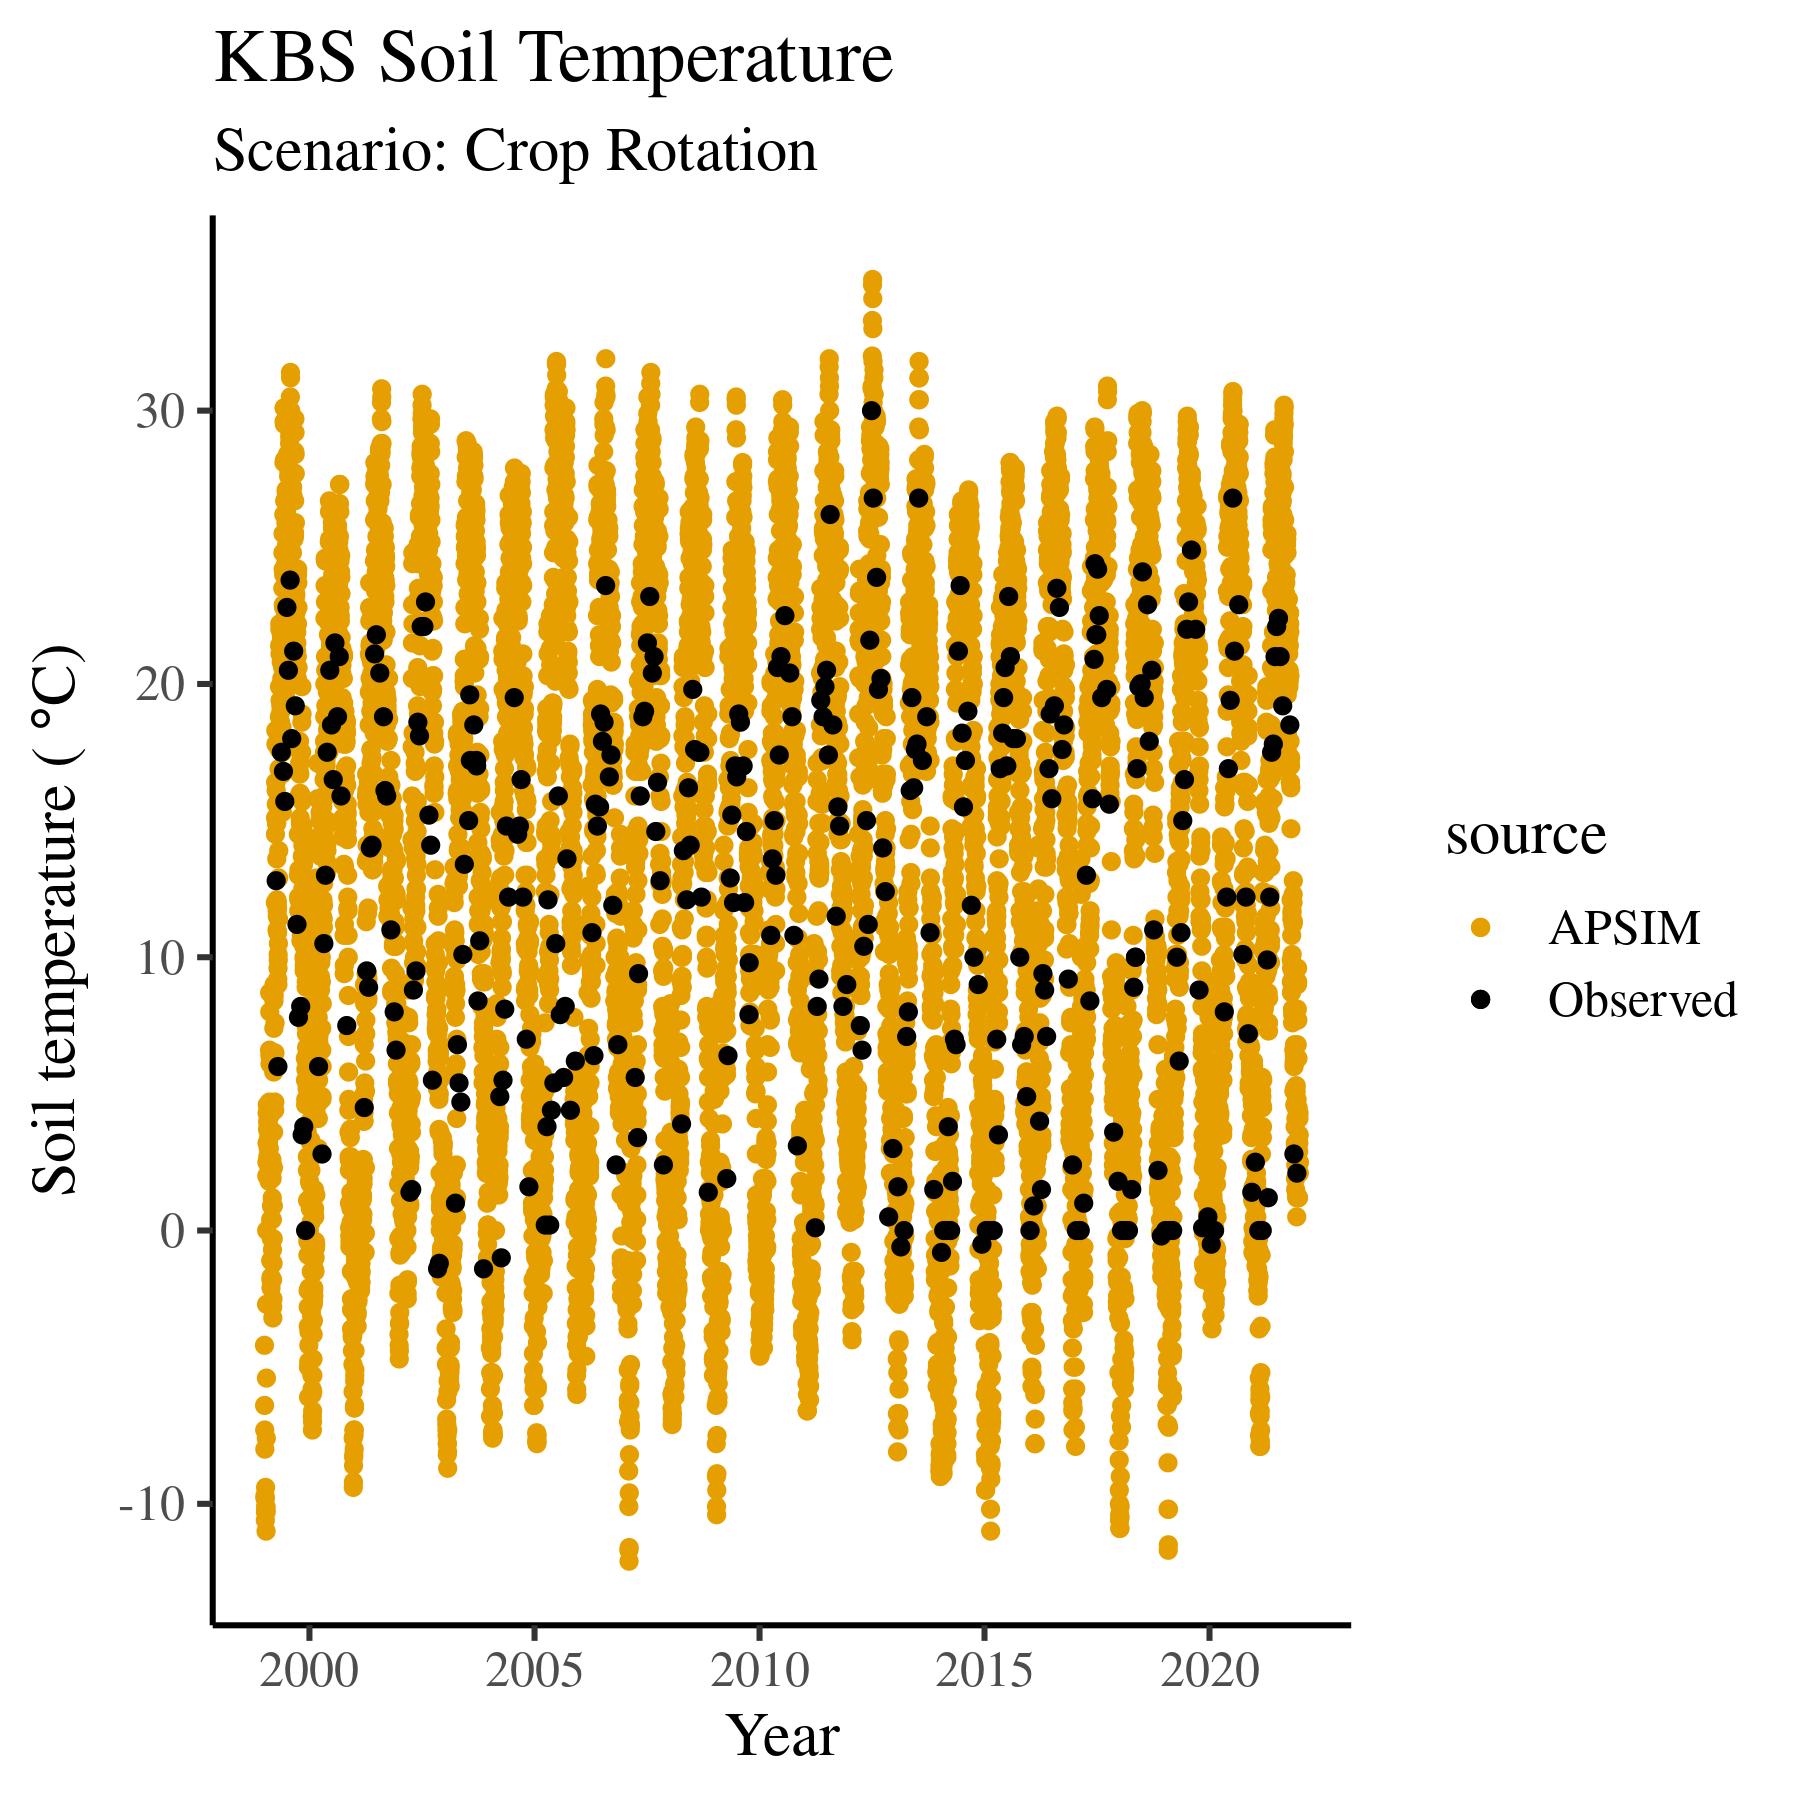 KBS Soil Temperature
Scenario: Crop Rotation
Soil temperature ( °C)
30
20
10
0
-10
2000 2005 2010 2015 2020
Year
source
APSIM
Observed